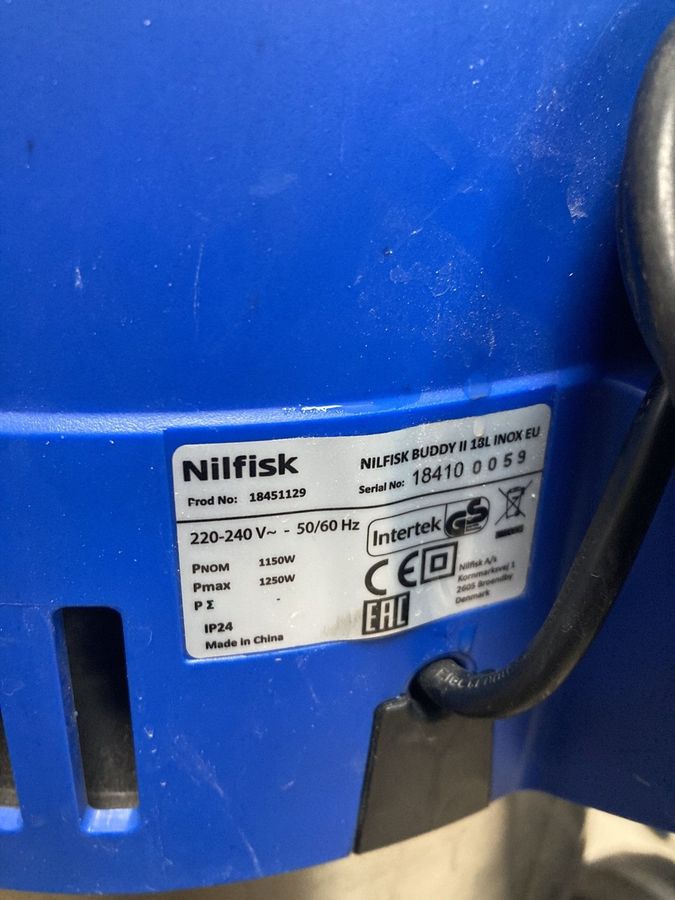 Nilfisk
NILFISK BUDDY II 18L INOX EU
Prod No: 18451129
Serial No: 18410 0059
220-240 V~ - 50/60 Hz
PNOM 1150W
Pmax 1250W
P Σ -
IP24
Made in China
Intertek
GS
CE
EAC
Nilfisk A/s
Kornmarksvej 1
2605 Broendby
Denmark